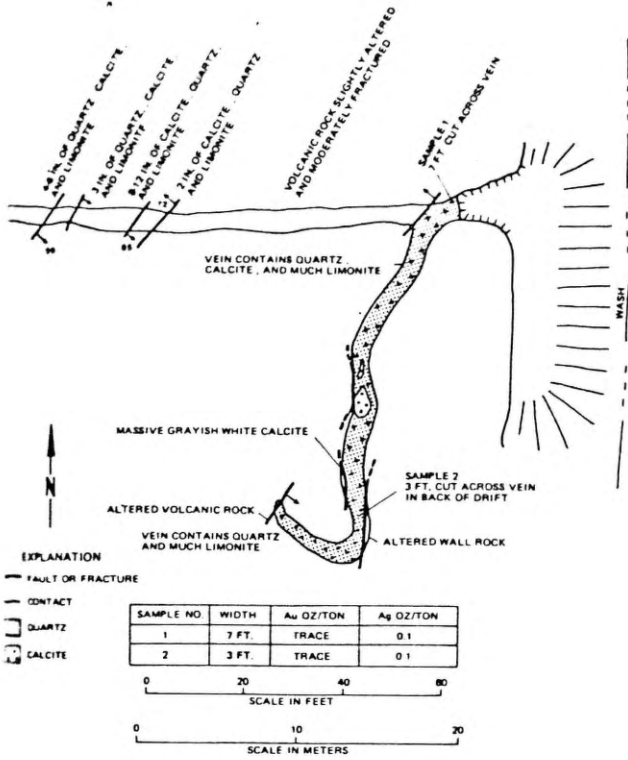 4-8 IN. OF QUARTZ, CALCITE,
AND LIMONITE
3 IN. OF QUARTZ, CALCITE
AND LIMONITE
8-12 IN. OF CALCITE, QUARTZ,
AND LIMONITE
2 IN. OF CALCITE, QUARTZ
AND LIMONITE
VOLCANIC ROCK SLIGHTLY ALTERED
AND MODERATELY FRACTURED
SAMPLE 1
7 FT. CUT ACROSS VEIN
85
WASH
VEIN CONTAINS QUARTZ,
CALCITE, AND MUCH LIMONITE
MASSIVE GRAYISH WHITE CALCITE
SAMPLE 2
3 FT. CUT ACROSS VEIN
IN BACK OF DRIFT
N
ALTERED VOLCANIC ROCK
VEIN CONTAINS QUARTZ
AND MUCH LIMONITE
ALTERED WALL ROCK
EXPLANATION
FAULT OR FRACTURE
CONTACT
QUARTZ
CALCITE
SAMPLE NO. WIDTH Au OZ/TON Ag OZ/TON
1 7 FT. TRACE 0.1
2 3 FT. TRACE 0.1
0 20 40 60
SCALE IN FEET
0 10 20
SCALE IN METERS